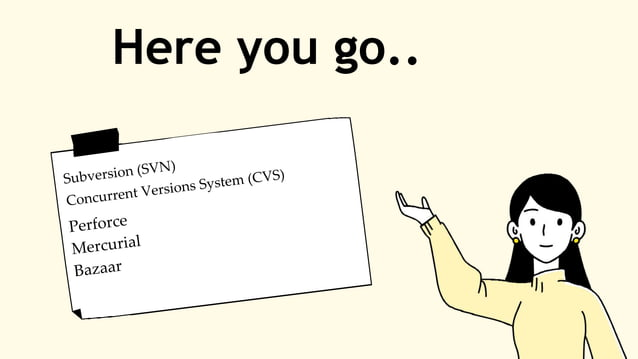 Here you go..
Subversion (SVN)
Concurrent Versions System (CVS)
Perforce
Mercurial
Bazaar